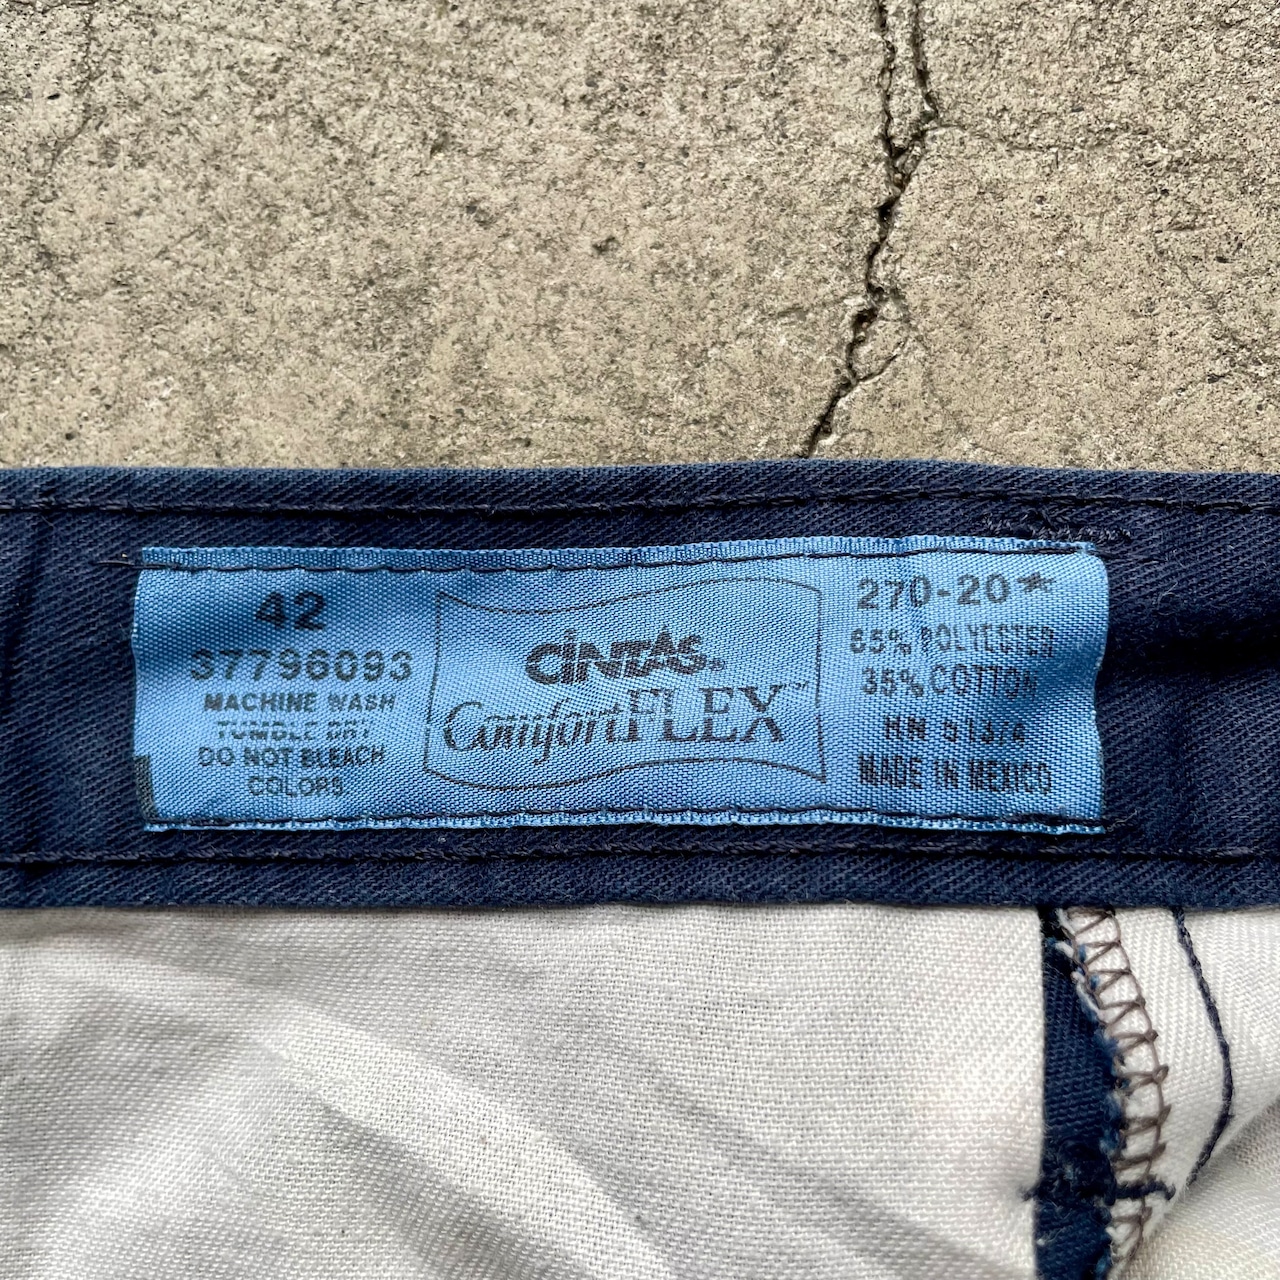 42
37796093
MACHINE WASH
TUMBLE DRY
DO NOT BLEACH
COLORS
CINTAS®
ComfortFLEX™
270-20*
65% POLYESTER
35% COTTON
MADE IN MEXICO